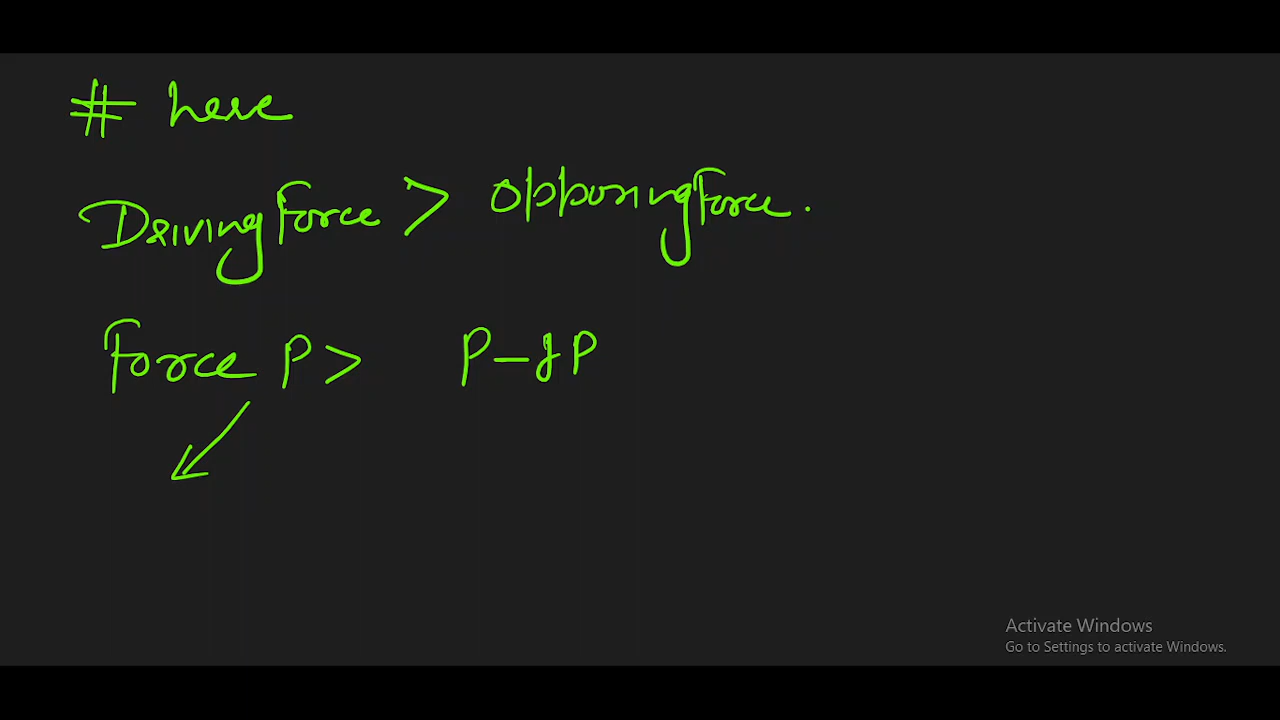 # here
Driving Force > Opposing Force.
Force P > P-dP
Activate Windows
Go to Settings to activate Windows.